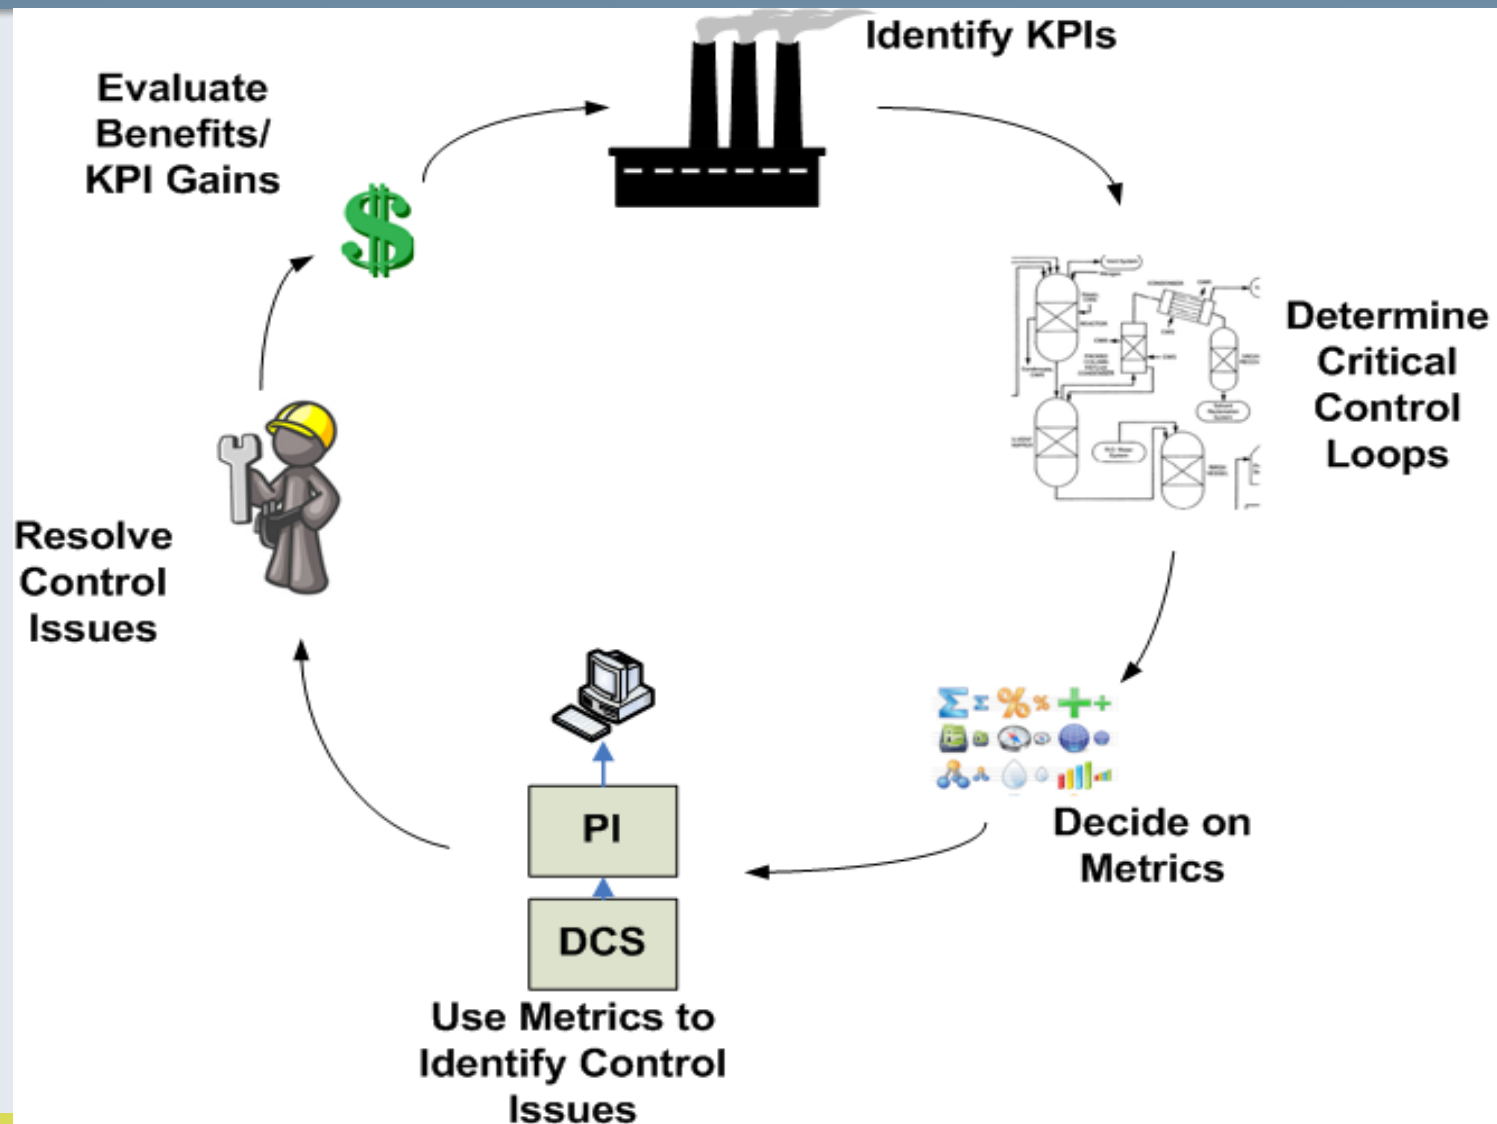 Identify KPIs
Evaluate
Benefits/
KPI Gains
Determine
Critical
Control
Loops
CONDENSER
Resolve
Control
Issues
Decide on
Metrics
PI
DCS
Use Metrics to
Identify Control
Issues